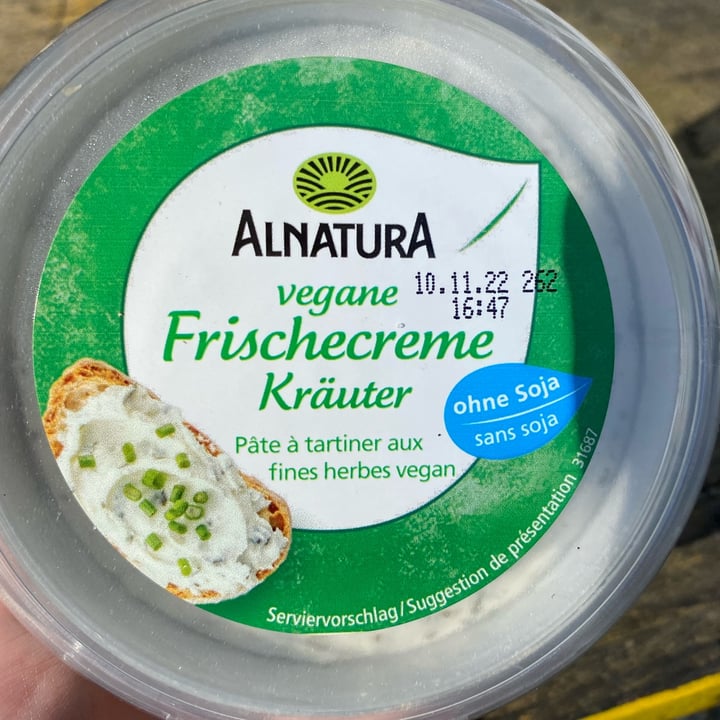 ALNATURA
vegane
10.11.22 262
16:47
Frischecreme
Kräuter
ohne Soja
sans soja
Pâte à tartiner aux
fines herbes vegan
Serviervorschlag/Suggestion de présentation 31687